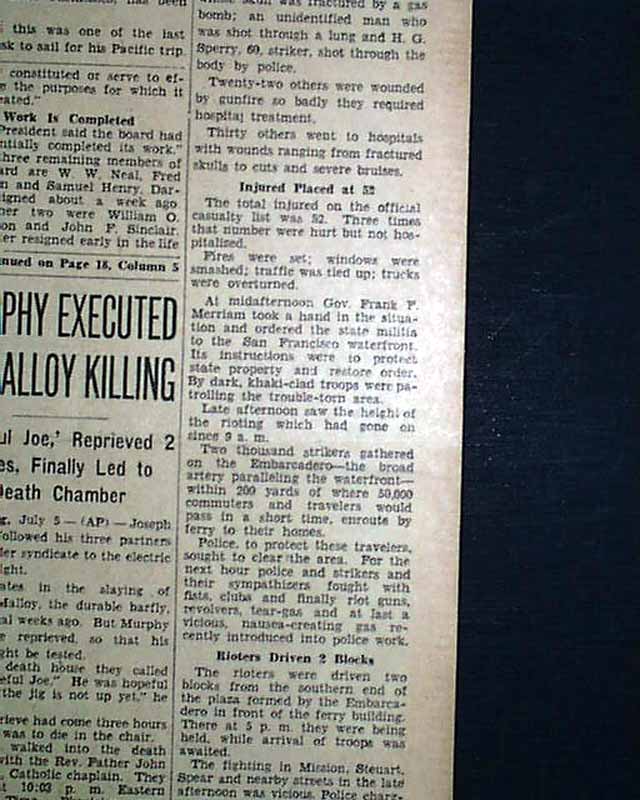 this was one of the last
sk to sail for his Pacific trip.
constituted or serve to ef-
the purposes for which it
eated."
Work Is Completed
President said the board had
ntially completed its work."
three remaining members of
ard are W. W. Neal, Fred
n and Samuel Henry. Dar-
signed about a week ago.
her two were William O.
son and John F. Sinclair.
er resigned early in the life
nued on Page 18, Column 5
PHY EXECUTED
ALLOY KILLING
ul Joe,' Reprieved 2
es, Finally Led to
Death Chamber
g, July 5 — (AP) — Joseph
followed his three partners
der syndicate to the electric
ight.
ates in the slaying of
Malloy, the durable barfly,
al weeks ago. But Murphy
e reprieved, so that his
ght be tested.
death house they called
eful Joe." He was hopeful
"the jig is not up yet," he
rieve had come three hours
was to die in the chair.
walked into the death
with the Rev. Father John
, Catholic chaplain. They
at 10:03 p. m. Eastern
skull was fractured by a gas
bomb; an unidentified man who
was shot through a lung and H. G.
Sperry, 60, striker, shot through the
body by police.
Twenty-two others were wounded
by gunfire so badly they required
hospital treatment.
Thirty others went to hospitals
with wounds ranging from fractured
skulls to cuts and severe bruises.
Injured Placed at 52
The total injured on the official
casualty list was 52. Three times
that number were hurt but not hos-
pitalized.
Fires were set; windows were
smashed; traffic was tied up; trucks
were overturned.
At midafternoon Gov. Frank F.
Merriam took a hand in the situa-
tion and ordered the state militia
to the San Francisco waterfront.
Its instructions were to protect
state property and restore order.
By dark, khaki-clad troops were pa-
trolling the trouble-torn area.
Late afternoon saw the height of
the rioting which had gone on
since 9 a. m.
Two thousand strikers gathered
on the Embarcadero—the broad
artery paralleling the waterfront—
within 200 yards of where 50,000
commuters and travelers would
pass in a short time, enroute by
ferry to their homes.
Police, to protect these travelers,
sought to clear the area. For the
next hour police and strikers and
their sympathizers fought with
fists, clubs and finally riot guns,
revolvers, tear-gas and at last a
vicious, nausea-creating gas re-
cently introduced into police work.
Rioters Driven 2 Blocks
The rioters were driven two
blocks from the southern end of
the plaza formed by the Embarca-
dero in front of the ferry building.
There at 5 p. m. they were being
held, while arrival of troops was
awaited.
The fighting in Mission, Steuart,
Spear and nearby streets in the late
afternoon was vicious. Police charg-